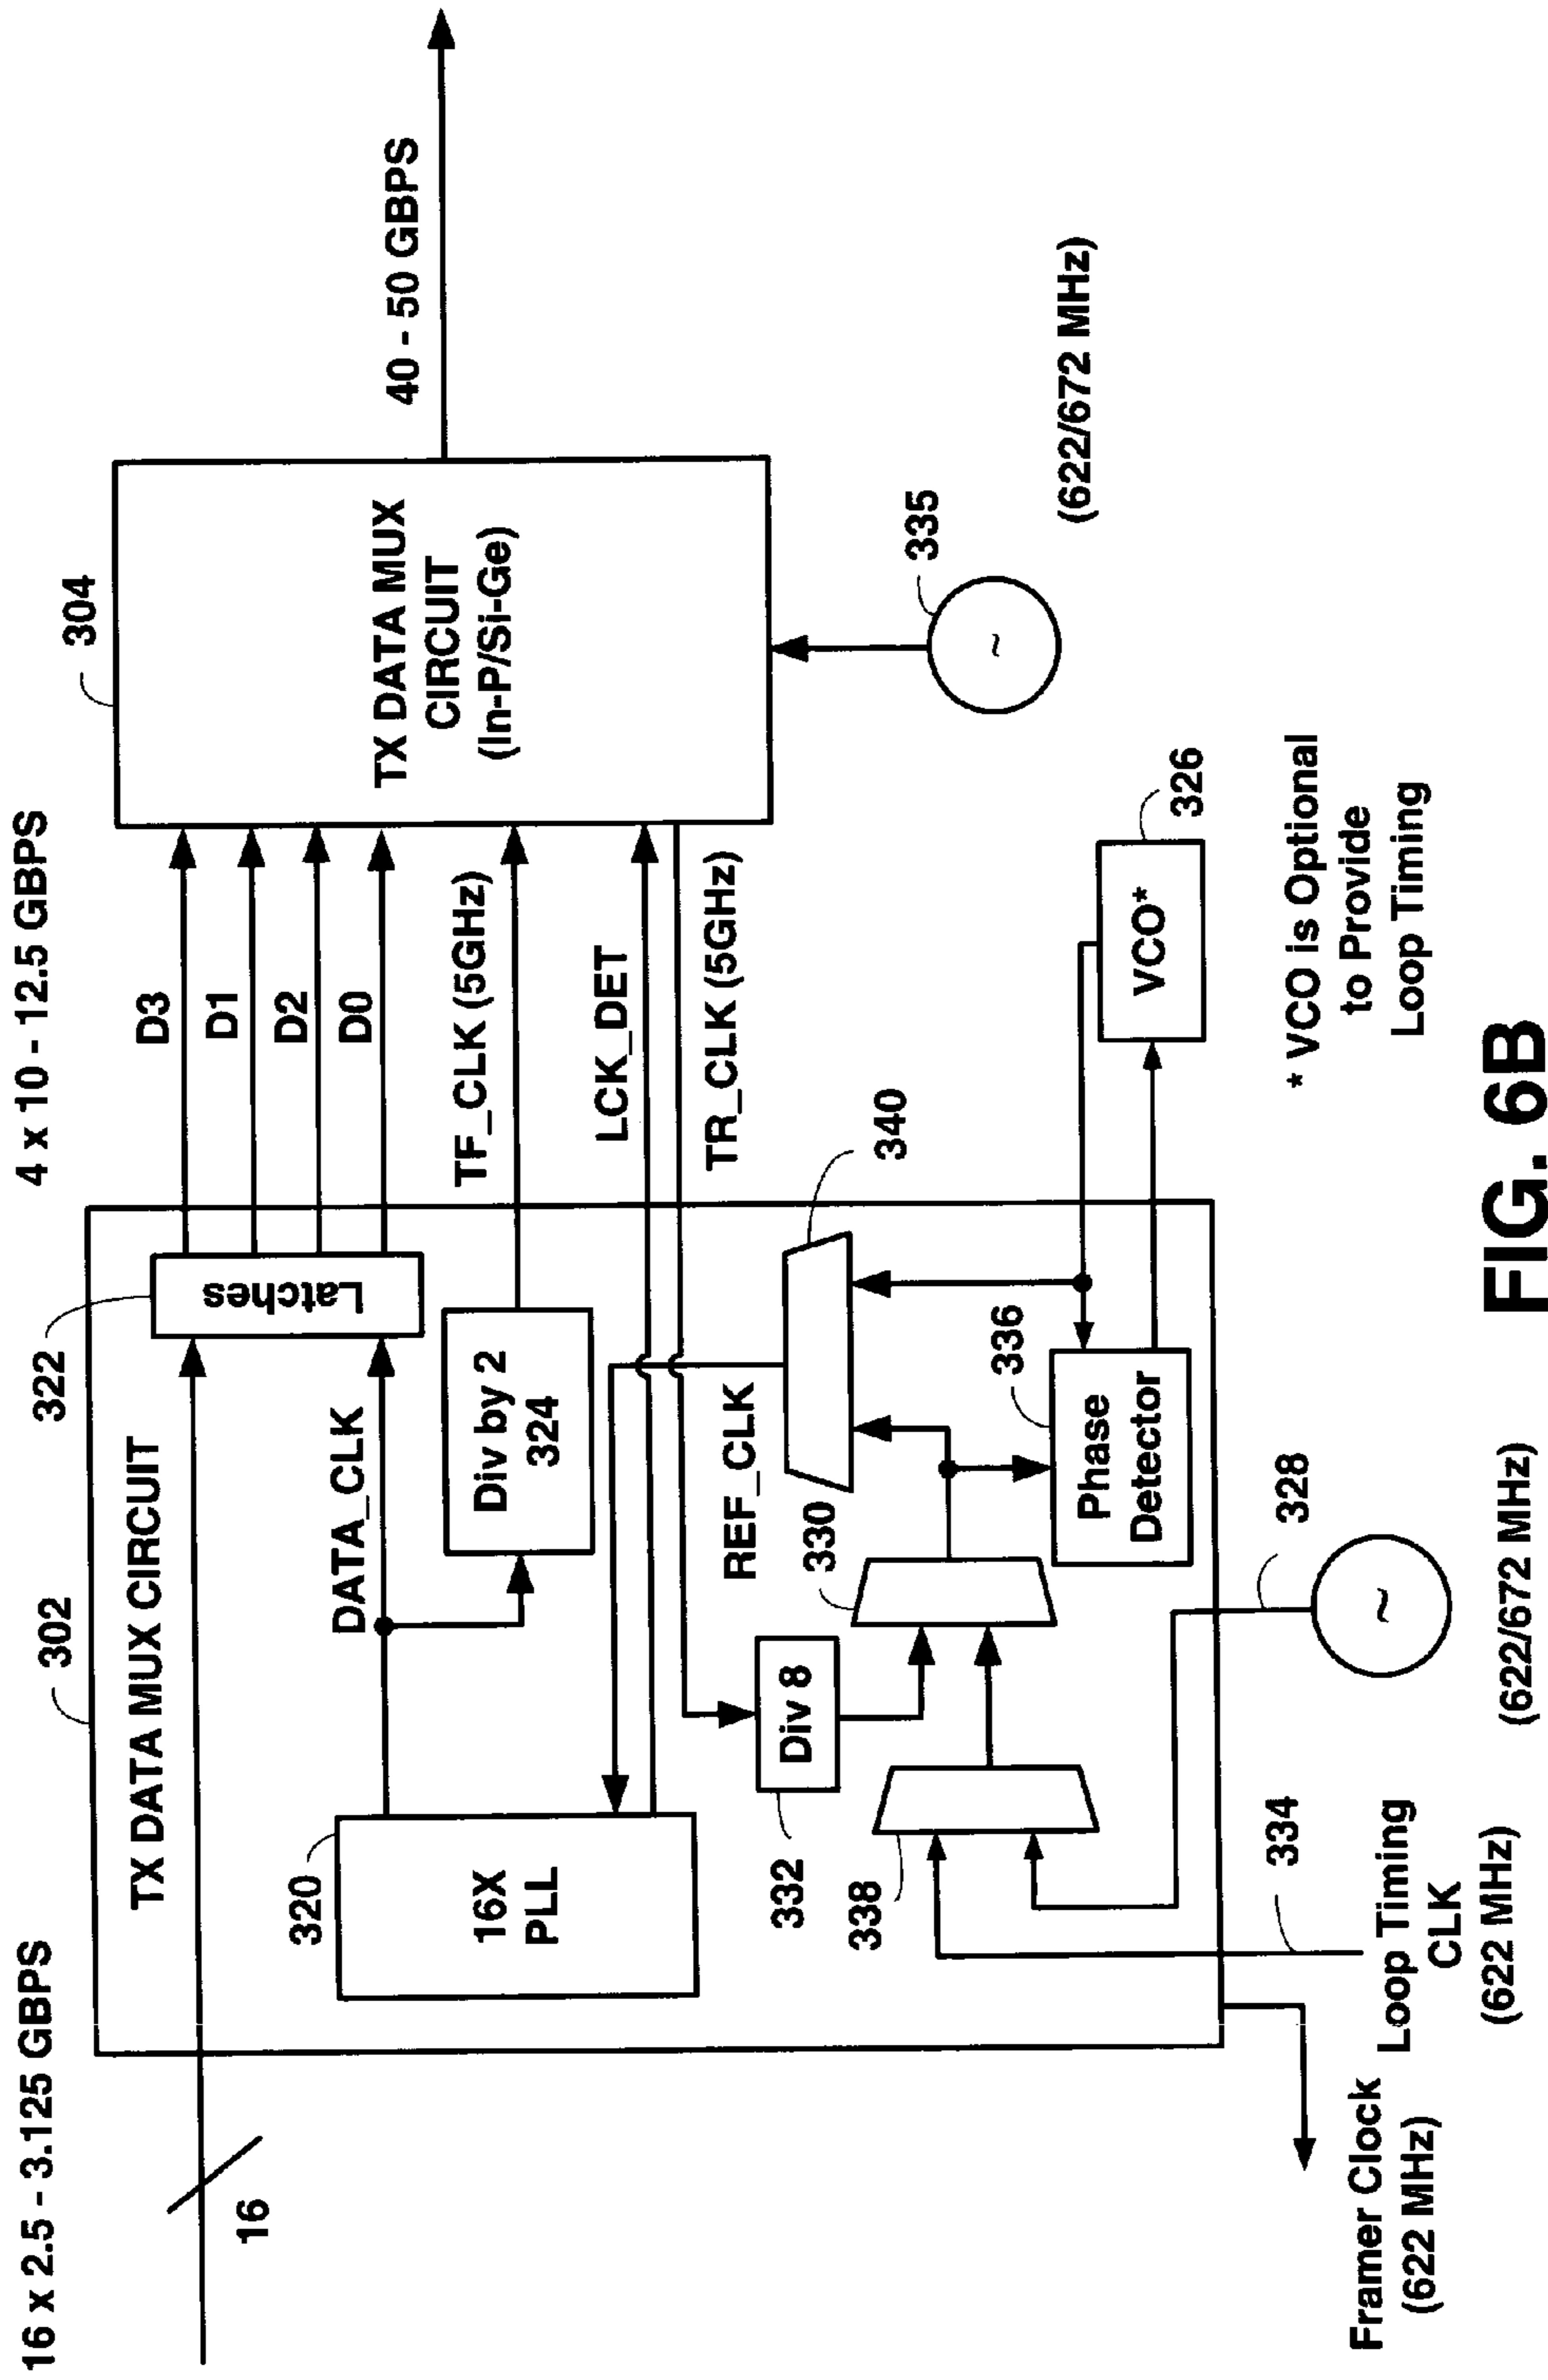 16 x 2.5 - 3.125 GBPS
4 x 10 - 12.5 GBPS
16
302
TX DATA MUX CIRCUIT
322
Latches
D3
D1
D2
D0
304
TX DATA MUX
CIRCUIT
(In-P/Si-Ge)
40 - 50 GBPS
320
16X
PLL
DATA_CLK
Div by 2
324
TF_CLK (5GHz)
LCK_DET
TR_CLK (5GHz)
REF_CLK
332
Div 8
338
330
340
336
Phase
Detector
VCO*
326
335
(622/672 MHz)
328
(622/672 MHz)
334
Loop Timing
CLK
(622 MHz)
Framer Clock
(622 MHz)
~
~
* VCO is Optional
to Provide
Loop Timing
FIG. 6B